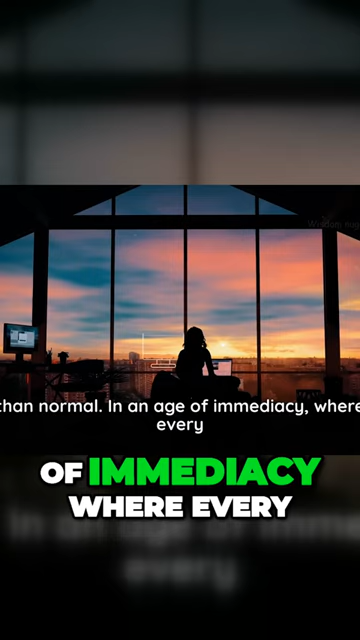 than normal. In an age of immediacy, where
every
OF IMMEDIACY
WHERE EVERY